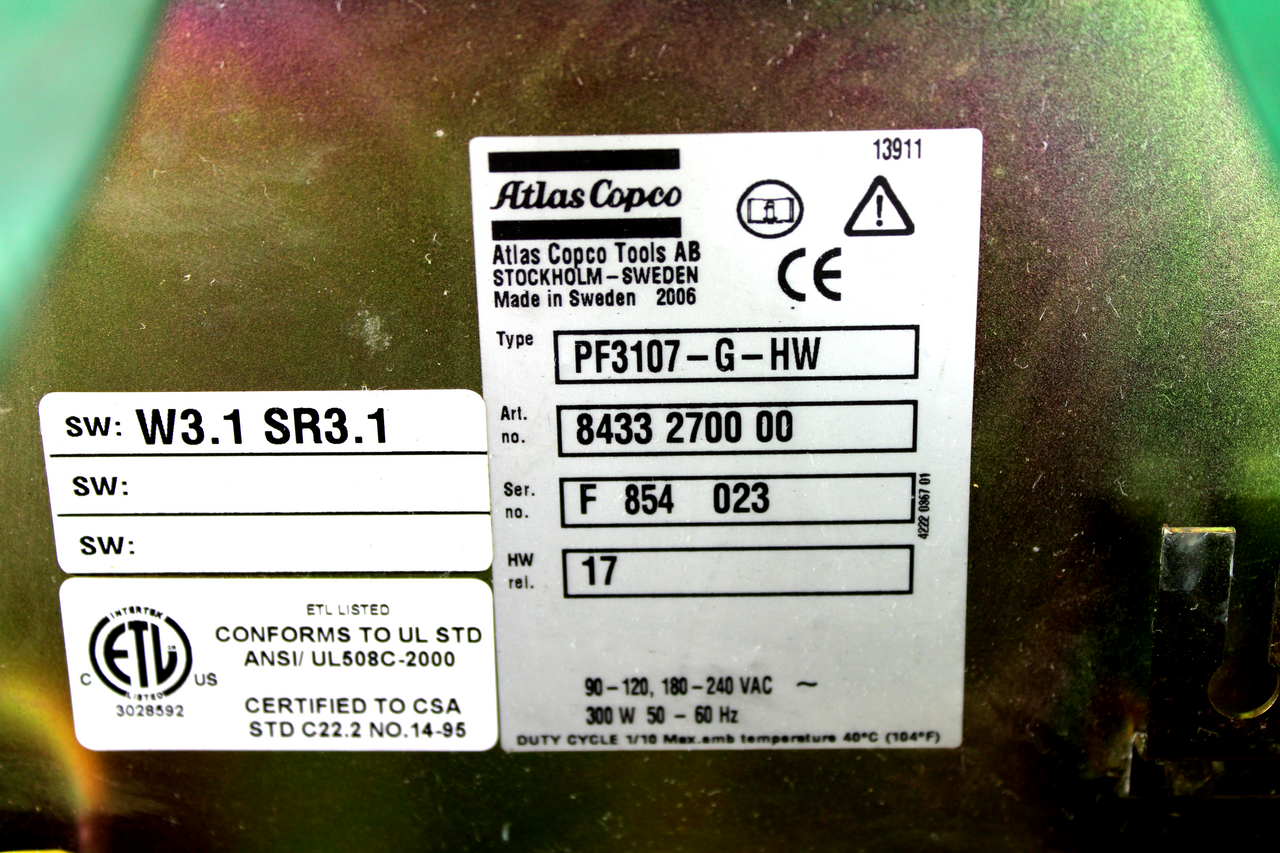 13911
Atlas Copco
Atlas Copco Tools AB
STOCKHOLM – SWEDEN
Made in Sweden 2006
CE
Type PF3107–G–HW
Art. no. 8433 2700 00
Ser. no. F 854 023
4222 0367 01
HW rel. 17
90–120, 180–240 VAC ~
300 W 50 – 60 Hz
DUTY CYCLE 1/10 Max.amb temperature 40°C (104°F)
SW: W3.1 SR3.1
SW:
SW:
INTERTEK
ETL
LISTED
C US
3028592
ETL LISTED
CONFORMS TO UL STD
ANSI/ UL508C-2000
CERTIFIED TO CSA
STD C22.2 NO.14-95